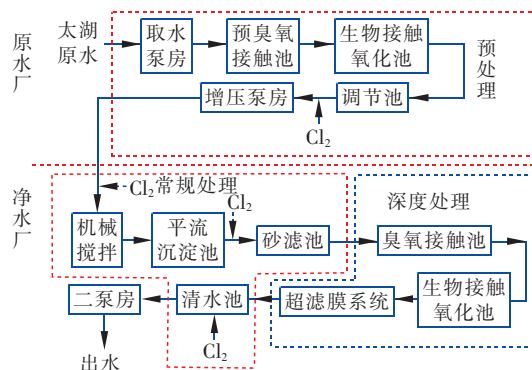 原水厂
太湖
原水
取水
泵房
预臭氧
接触池
生物接触
氧化池
预处理
增压泵房
调节池
Cl₂
净水厂
Cl₂
常规处理
Cl₂
深度处理
机械
搅拌
平流
沉淀池
砂滤池
臭氧接触池
二泵房
清水池
超滤膜系统
生物接触
氧化池
Cl₂
出水